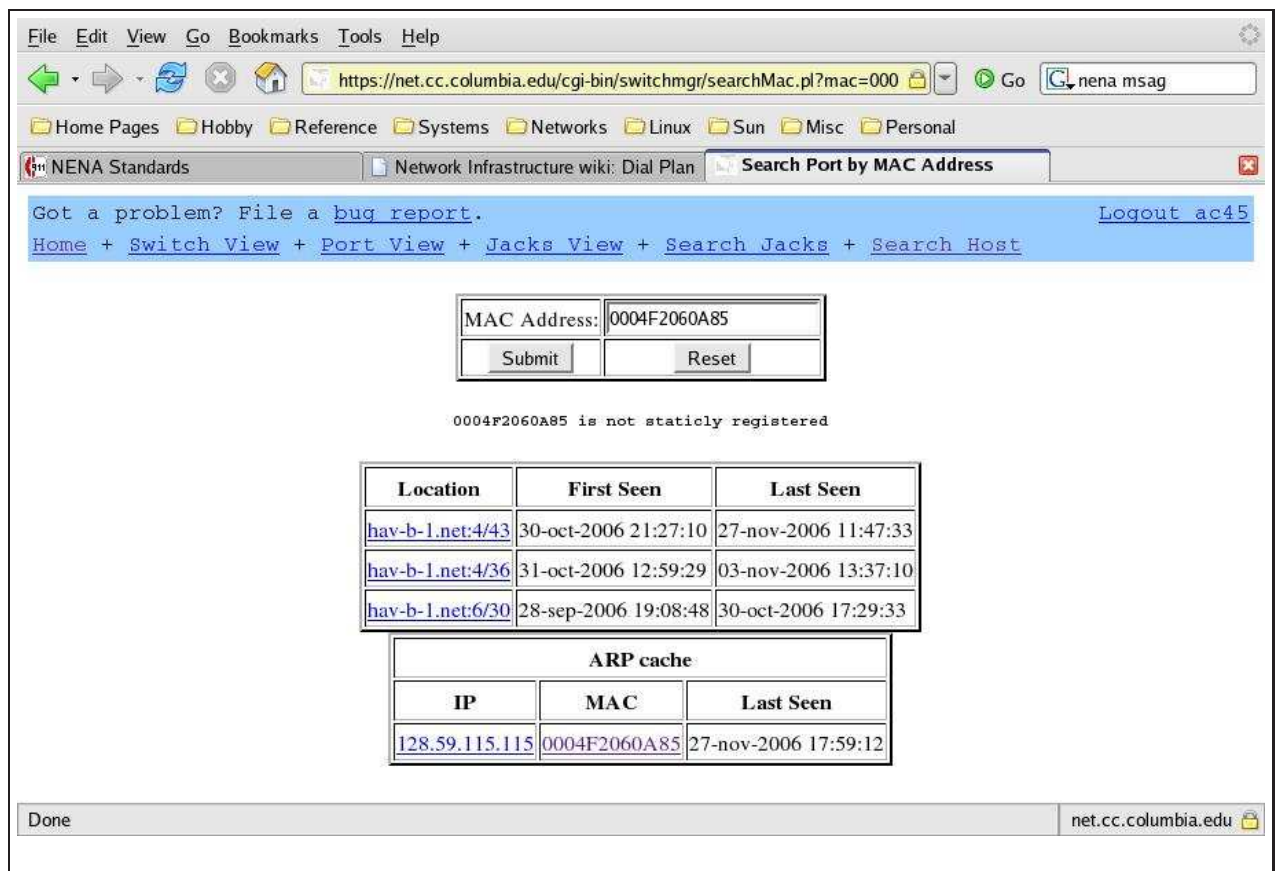 File Edit View Go Bookmarks Tools Help
https://net.cc.columbia.edu/cgi-bin/switchmgr/searchMac.pl?mac=000 Go G nena msag
Home Pages Hobby Reference Systems Networks Linux Sun Misc Personal
911 NENA Standards Network Infrastructure wiki: Dial Plan Search Port by MAC Address
Got a problem? File a bug report. Logout ac45
Home + Switch View + Port View + Jacks View + Search Jacks + Search Host
MAC Address: 0004F2060A85
Submit Reset
0004F2060A85 is not staticly registered
Location First Seen Last Seen
hav-b-1.net:4/43 30-oct-2006 21:27:10 27-nov-2006 11:47:33
hav-b-1.net:4/36 31-oct-2006 12:59:29 03-nov-2006 13:37:10
hav-b-1.net:6/30 28-sep-2006 19:08:48 30-oct-2006 17:29:33
ARP cache
IP MAC Last Seen
128.59.115.115 0004F2060A85 27-nov-2006 17:59:12
Done net.cc.columbia.edu